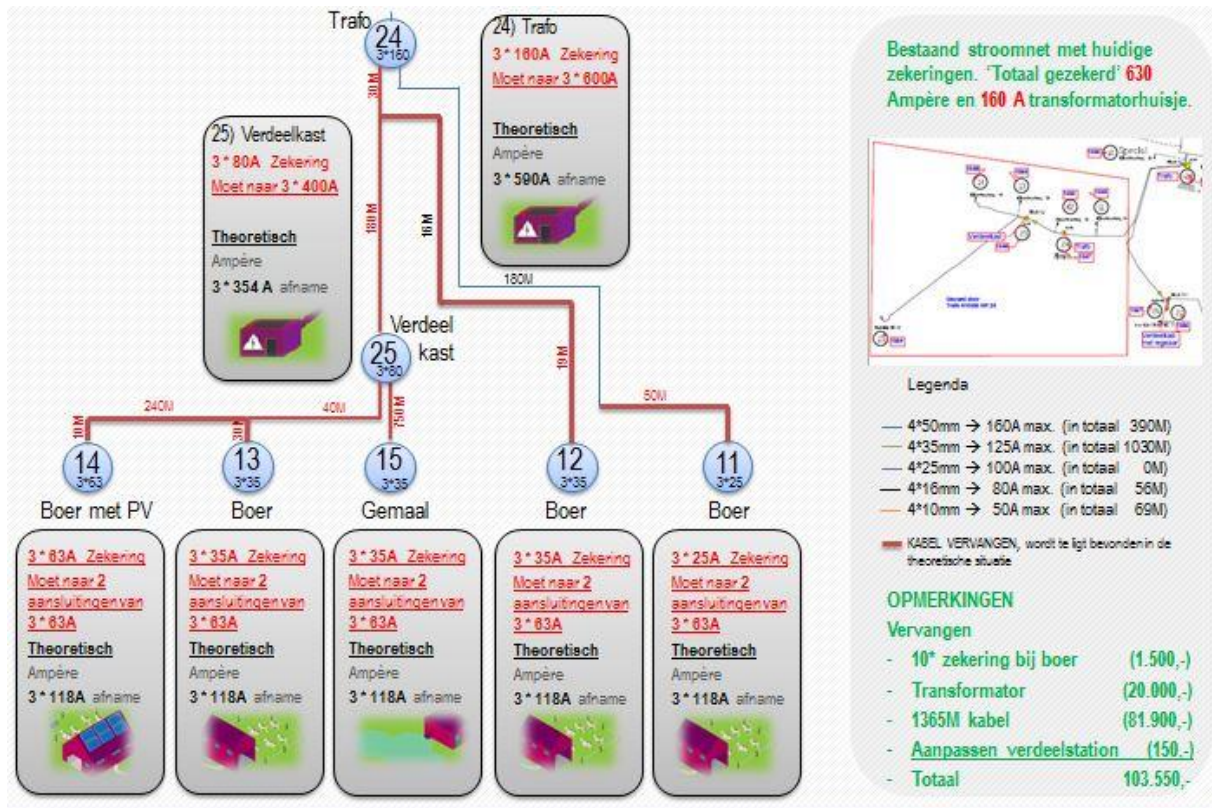 Trafo
24
3*160
24) Trafo
3 * 160A Zekering
Moet naar 3 * 600A
Theoretisch
Ampère
3 * 590A afname
25) Verdeelkast
3 * 80A Zekering
Moet naar 3 * 400A
Theoretisch
Ampère
3 * 354 A afname
30M
180M
16M
180M
19M
50M
Verdeel
kast
25
3*80
240M
40M
10M
30M
750M
14
3*63
13
3*35
15
3*35
12
3*35
11
3*25
Boer met PV
Boer
Gemaal
Boer
Boer
3 * 63A Zekering
Moet naar 2
aansluitingen van
3 * 63A
Theoretisch
Ampère
3 * 118A afname
3 * 35A Zekering
Moet naar 2
aansluitingen van
3 * 63A
Theoretisch
Ampère
3 * 118A afname
3 * 35A Zekering
Moet naar 2
aansluitingen van
3 * 63A
Theoretisch
Ampère
3 * 118A afname
3 * 35A Zekering
Moet naar 2
aansluitingen van
3 * 63A
Theoretisch
Ampère
3 * 118A afname
3 * 25A Zekering
Moet naar 2
aansluitingen van
3 * 63A
Theoretisch
Ampère
3 * 118A afname
Bestaand stroomnet met huidige
zekeringen. 'Totaal gezekerd' 630
Ampère en 160 A transformatorhuisje.
Special
Trafo
Verdeelkast
Trafo
Verdeelkast
Legenda
4*50mm → 160A max. (in totaal 390M)
4*35mm → 125A max. (in totaal 1030M)
4*25mm → 100A max. (in totaal 0M)
4*16mm → 80A max. (in totaal 56M)
4*10mm → 50A max. (in totaal 69M)
KABEL VERVANGEN, wordt te ligt bevonden in de
theoretische situatie
OPMERKINGEN
Vervangen
- 10* zekering bij boer (1.500,-)
- Transformator (20.000,-)
- 1365M kabel (81.900,-)
- Aanpassen verdeelstation (150,-)
- Totaal 103.550,-